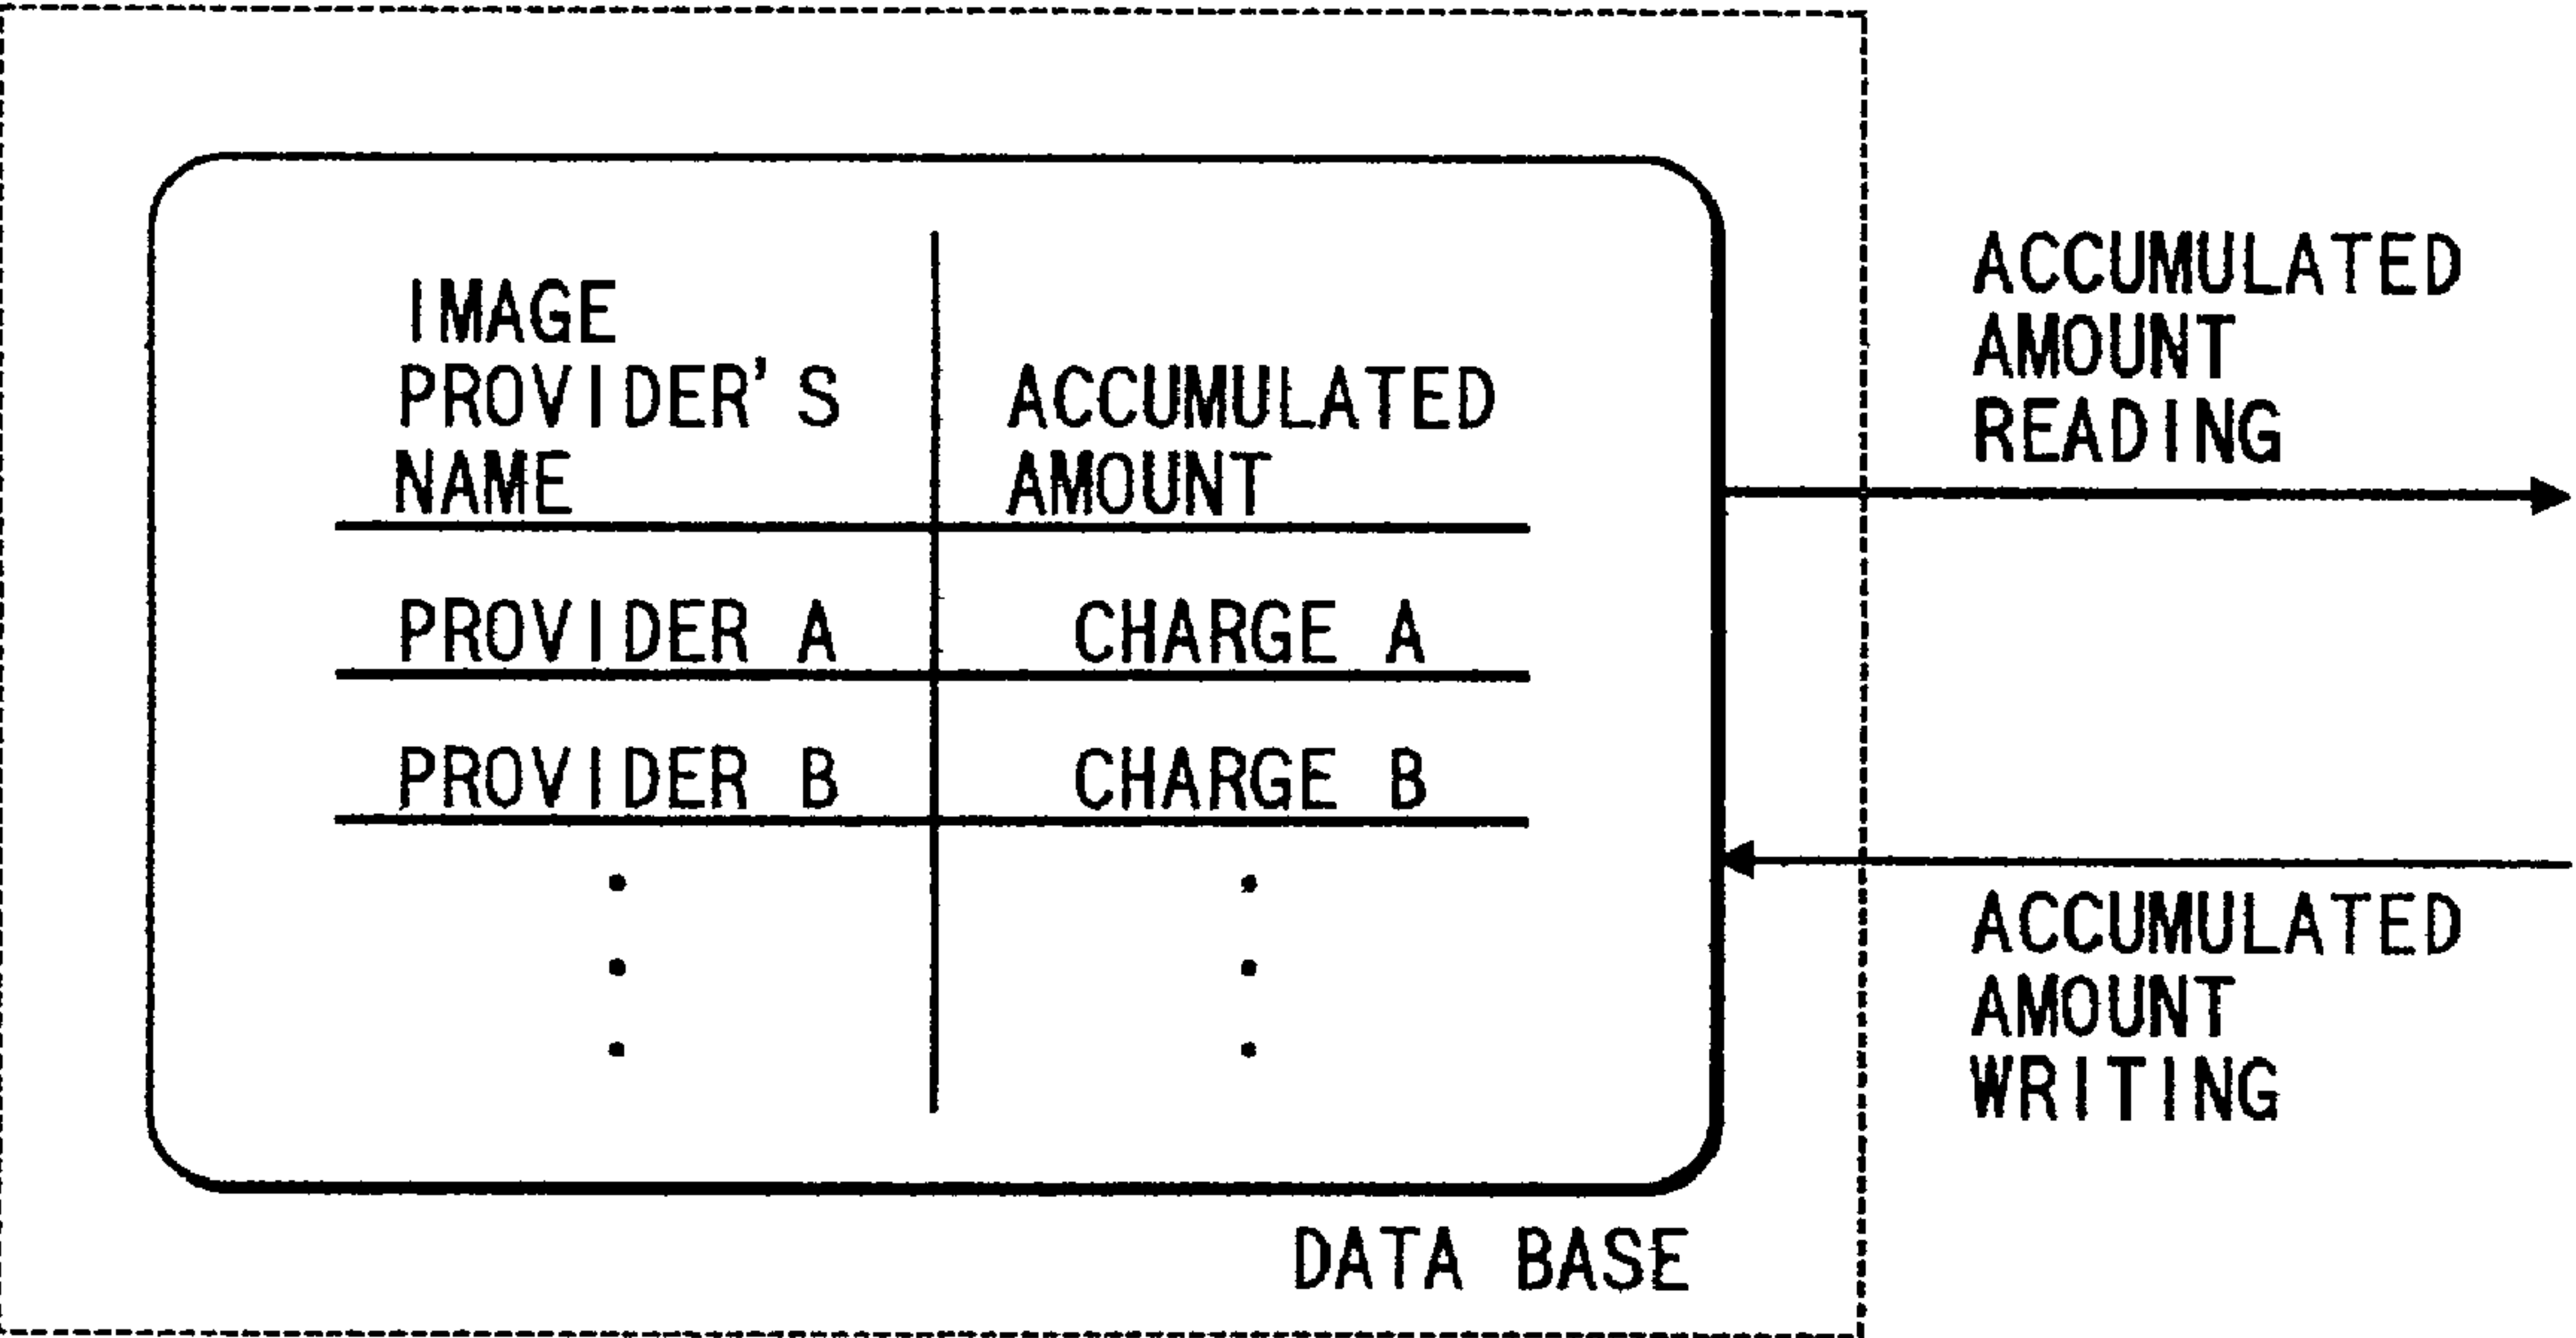 IMAGE
PROVIDER'S
NAME
ACCUMULATED
AMOUNT
PROVIDER A
CHARGE A
PROVIDER B
CHARGE B
DATA BASE
ACCUMULATED
AMOUNT
READING
ACCUMULATED
AMOUNT
WRITING